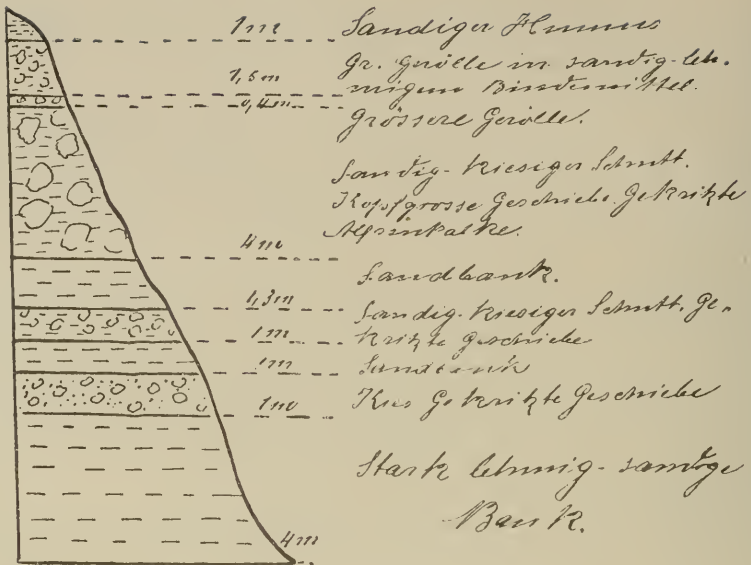 1 m Sandiger Humus
Gr. Gerölle in sandig-leh-
1,5 m migem Bindemittel.
0,4 m
Grössere Gerölle.
Sandig-kiesiger Schutt.
Kopfgrosse Geschiebe. Gekritzte
4 m
Sandbank.
1,3 m
Sandig-kiesiger Schutt. Ge-
1 m kritzte Geschiebe
1 m Sandbank
1 m Kies Gekritzte Geschiebe
Stark lehmig-sandige
Bank.
4 m